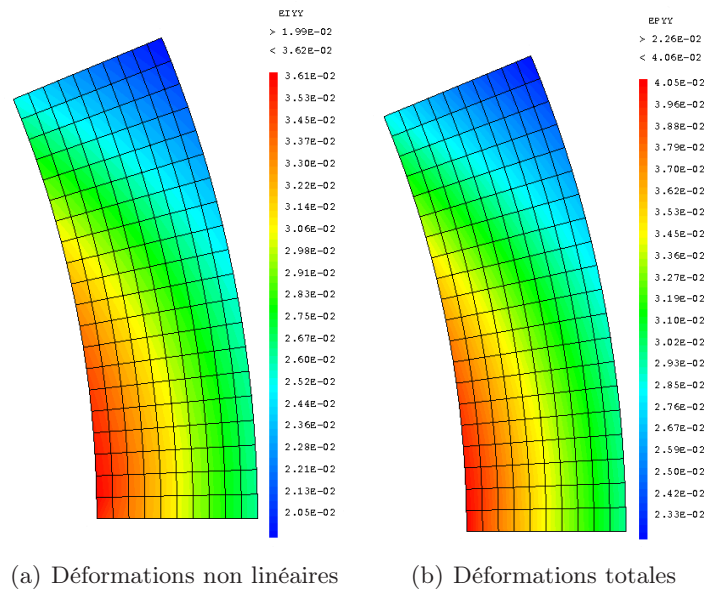 EIYY
> 1.99E-02
< 3.62E-02
3.61E-02
3.53E-02
3.45E-02
3.37E-02
3.30E-02
3.22E-02
3.14E-02
3.06E-02
2.98E-02
2.91E-02
2.83E-02
2.75E-02
2.67E-02
2.60E-02
2.52E-02
2.44E-02
2.36E-02
2.29E-02
2.21E-02
2.13E-02
2.05E-02
EPYY
> 2.26E-02
< 4.06E-02
4.05E-02
3.96E-02
3.88E-02
3.79E-02
3.70E-02
3.62E-02
3.53E-02
3.45E-02
3.36E-02
3.27E-02
3.19E-02
3.10E-02
3.02E-02
2.93E-02
2.85E-02
2.76E-02
2.67E-02
2.59E-02
2.50E-02
2.42E-02
2.33E-02
(a) Déformations non linéaires
(b) Déformations totales